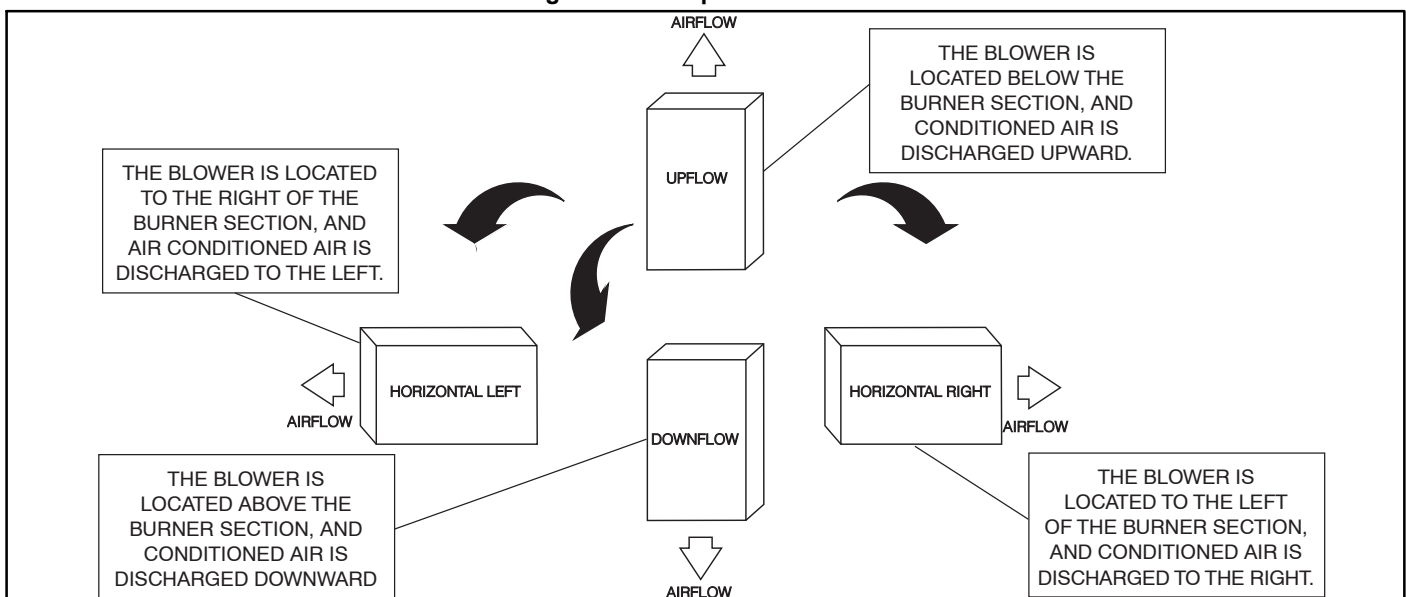 AIRFLOW
THE BLOWER IS
LOCATED BELOW THE
BURNER SECTION, AND
CONDITIONED AIR IS
DISCHARGED UPWARD.
UPFLOW
THE BLOWER IS LOCATED
TO THE RIGHT OF THE
BURNER SECTION, AND
AIR CONDITIONED AIR IS
DISCHARGED TO THE LEFT.
HORIZONTAL LEFT
AIRFLOW
DOWNFLOW
HORIZONTAL RIGHT
AIRFLOW
THE BLOWER IS
LOCATED ABOVE THE
BURNER SECTION, AND
CONDITIONED AIR IS
DISCHARGED DOWNWARD
THE BLOWER IS
LOCATED TO THE LEFT
OF THE BURNER SECTION,
AND CONDITIONED AIR IS
DISCHARGED TO THE RIGHT.
AIRFLOW